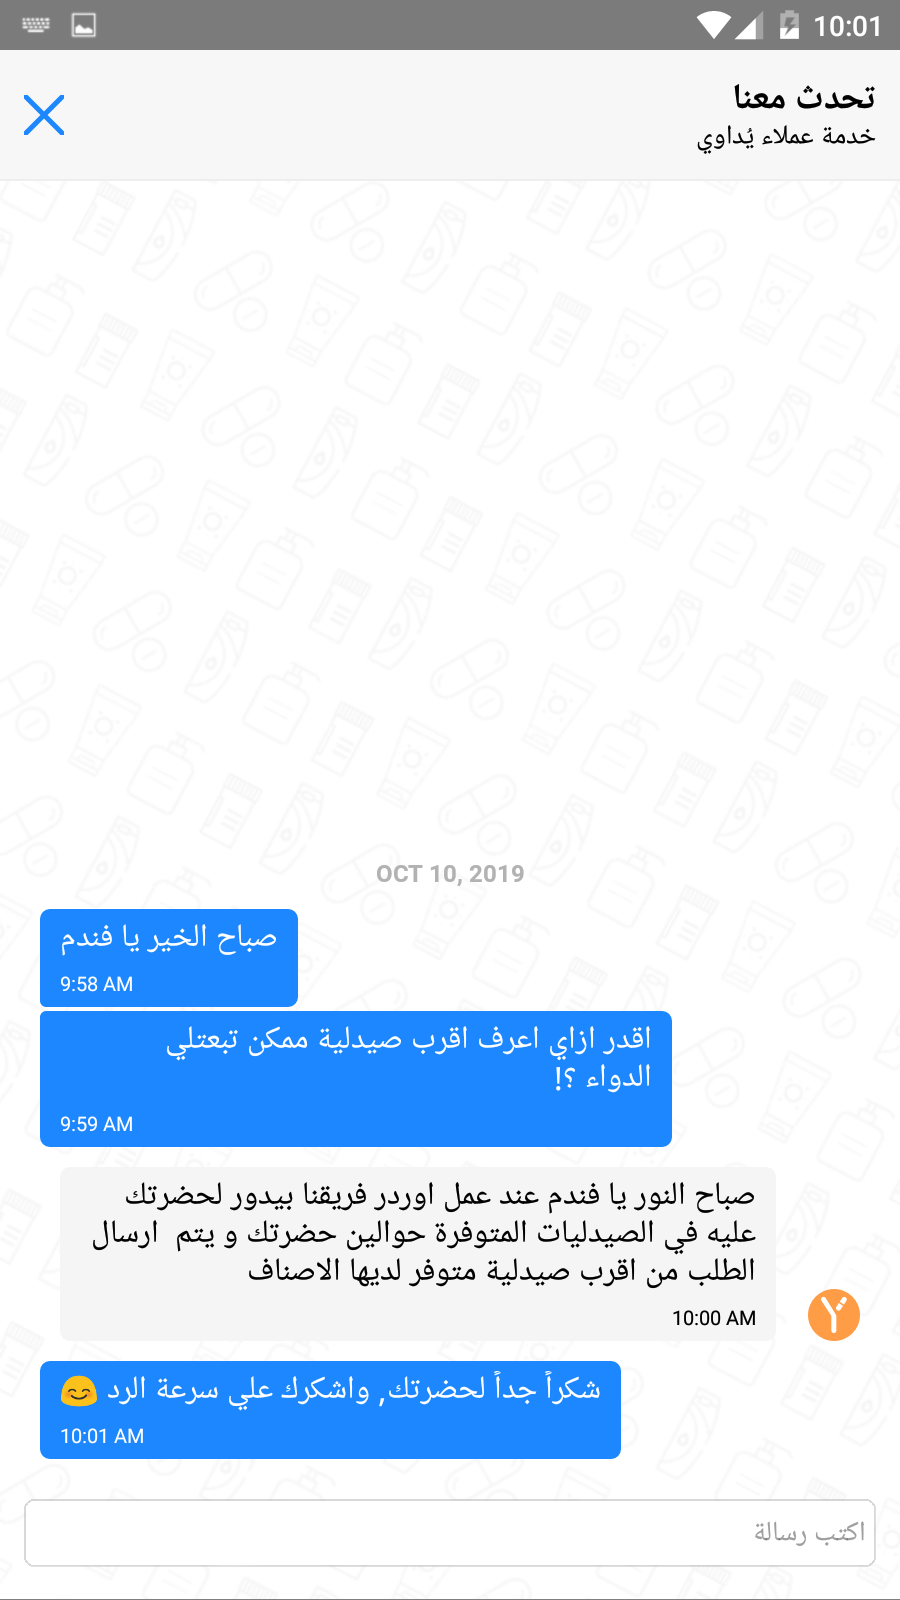 10:01
تحدث معنا
خدمة عملاء يُداوي
OCT 10, 2019
صباح الخير يا فندم
9:58 AM
اقدر ازاي اعرف اقرب صيدلية ممكن تبعتلي
الدواء ؟!
9:59 AM
صباح النور يا فندم عند عمل اوردر فريقنا بيدور لحضرتك
عليه في الصيدليات المتوفرة حوالين حضرتك و يتم  ارسال
الطلب من اقرب صيدلية متوفر لديها الاصناف
10:00 AM
شكراً جداً لحضرتك, واشكرك علي سرعة الرد 😊
10:01 AM
اكتب رسالة